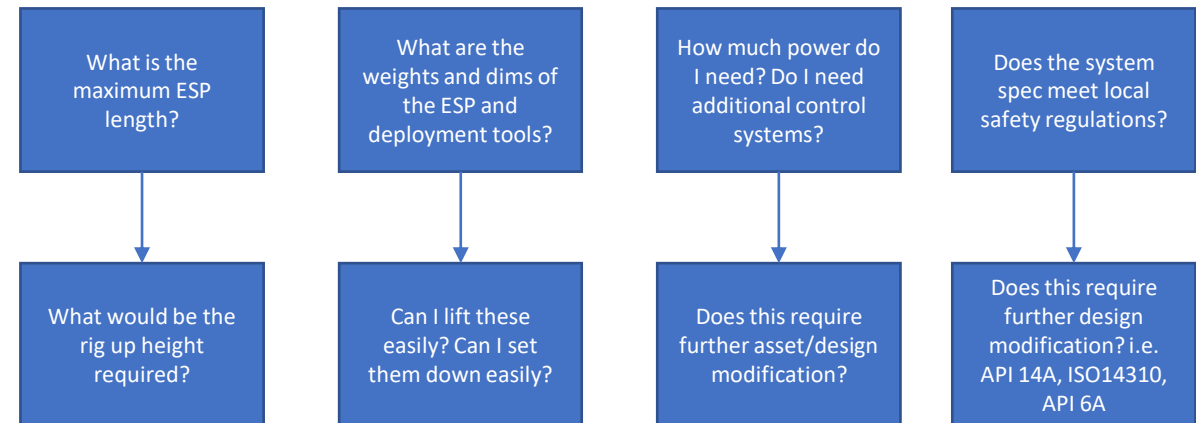 What is the
maximum ESP
length?
What are the
weights and dims of
the ESP and
deployment tools?
How much power do
I need? Do I need
additional control
systems?
Does the system
spec meet local
safety regulations?
What would be the
rig up height
required?
Can I lift these
easily? Can I set
them down easily?
Does this require
further asset/design
modification?
Does this require
further design
modification? i.e.
API 14A, ISO14310,
API 6A